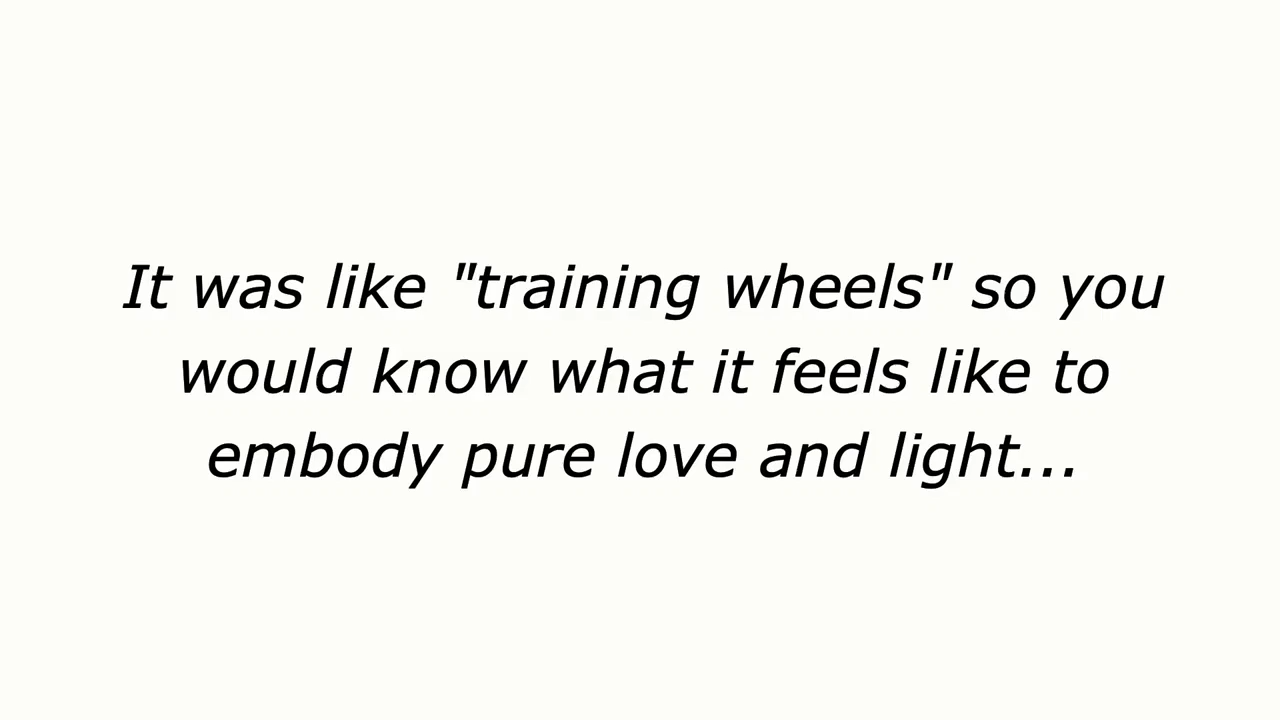 It was like "training wheels" so you
would know what it feels like to
embody pure love and light...